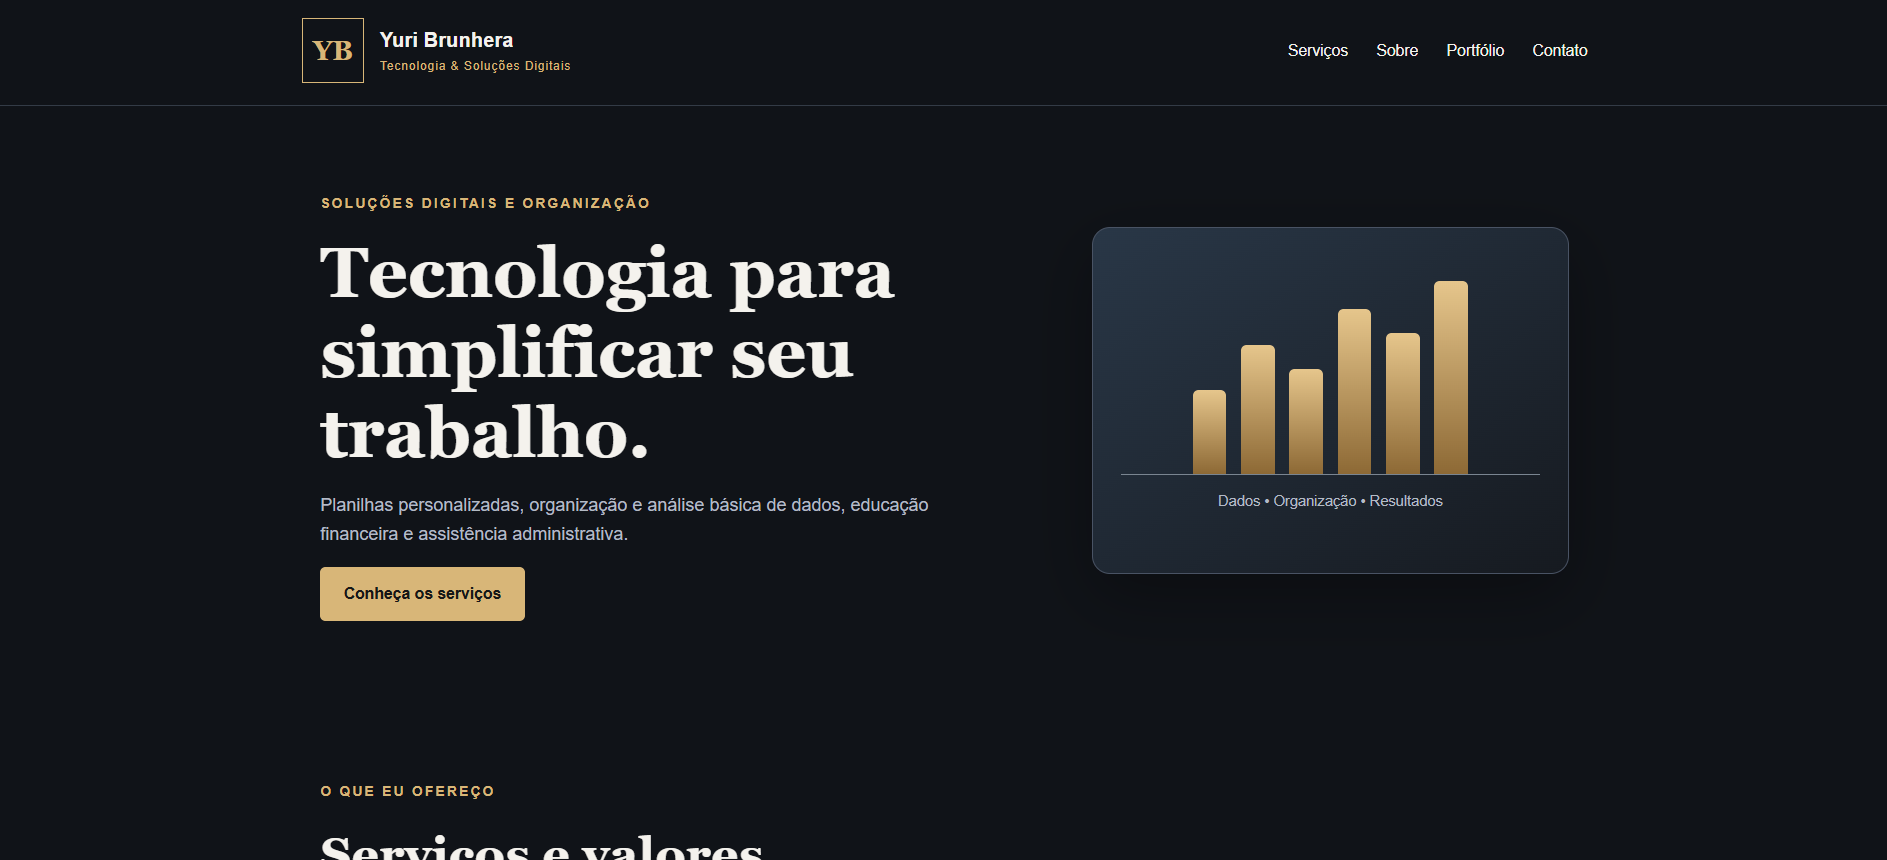 YB
Yuri Brunhera
Tecnologia & Soluções Digitais
Serviços Sobre Portfólio Contato
SOLUÇÕES DIGITAIS E ORGANIZAÇÃO
Tecnologia para
simplificar seu
trabalho.
Planilhas personalizadas, organização e análise básica de dados, educação
financeira e assistência administrativa.
Conheça os serviços
Dados • Organização • Resultados
O QUE EU OFEREÇO
Serviços e valores